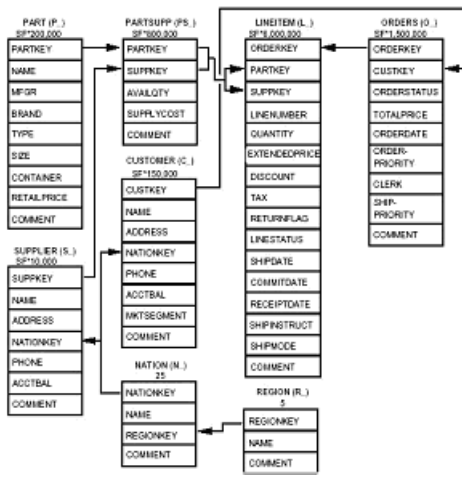 PART (P_)
SF*200,000
PARTKEY
NAME
MFGR
BRAND
TYPE
SIZE
CONTAINER
RETAILPRICE
COMMENT
SUPPLIER (S_)
SF*10,000
SUPPKEY
NAME
ADDRESS
NATIONKEY
PHONE
ACCTBAL
COMMENT
PARTSUPP (PS_)
SF*800,000
PARTKEY
SUPPKEY
AVAILQTY
SUPPLYCOST
COMMENT
CUSTOMER (C_)
SF*150,000
CUSTKEY
NAME
ADDRESS
NATIONKEY
PHONE
ACCTBAL
MKTSEGMENT
COMMENT
NATION (N_)
25
NATIONKEY
NAME
REGIONKEY
COMMENT
LINEITEM (L_)
SF*6,000,000
ORDERKEY
PARTKEY
SUPPKEY
LINENUMBER
QUANTITY
EXTENDEDPRICE
DISCOUNT
TAX
RETURNFLAG
LINESTATUS
SHIPDATE
COMMITDATE
RECEIPTDATE
SHIPINSTRUCT
SHIPMODE
COMMENT
REGION (R_)
5
REGIONKEY
NAME
COMMENT
ORDERS (O_)
SF*1,500,000
ORDERKEY
CUSTKEY
ORDERSTATUS
TOTALPRICE
ORDERDATE
ORDER-
PRIORITY
CLERK
SHIP-
PRIORITY
COMMENT